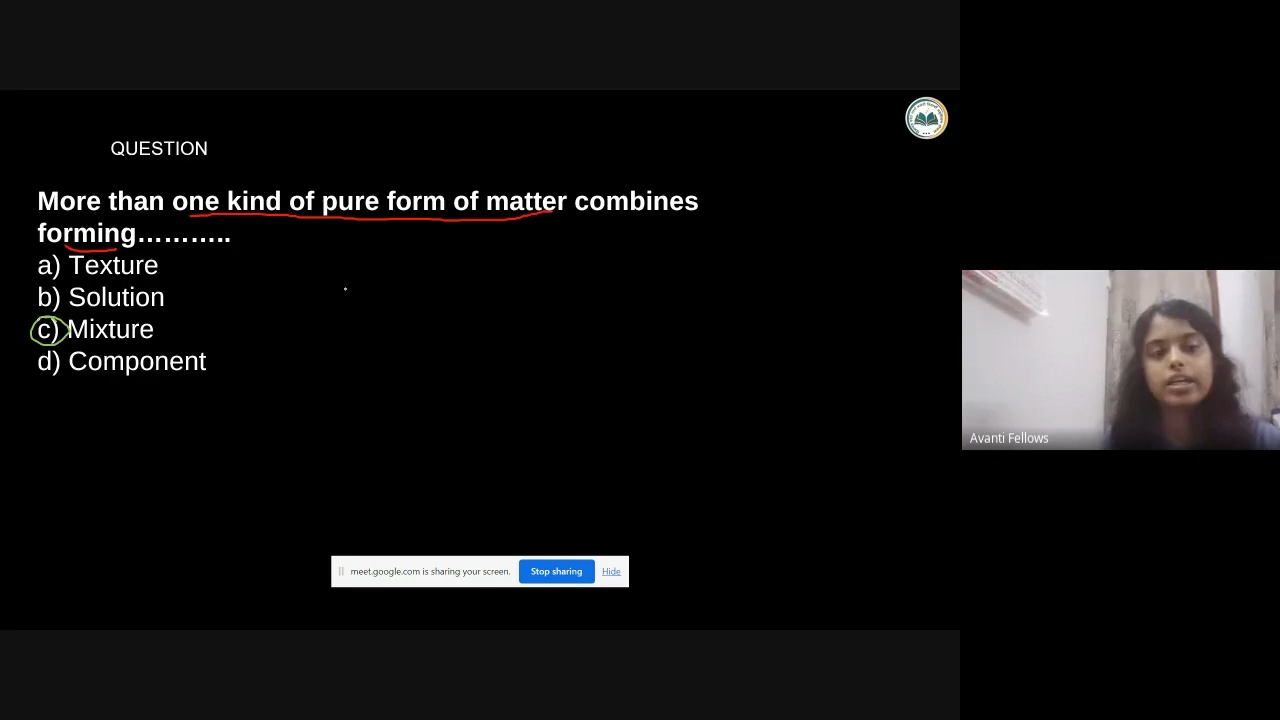 QUESTION
More than one kind of pure form of matter combines
forming………..
a) Texture
b) Solution
c) Mixture
d) Component
Avanti Fellows
meet.google.com is sharing your screen. Stop sharing Hide